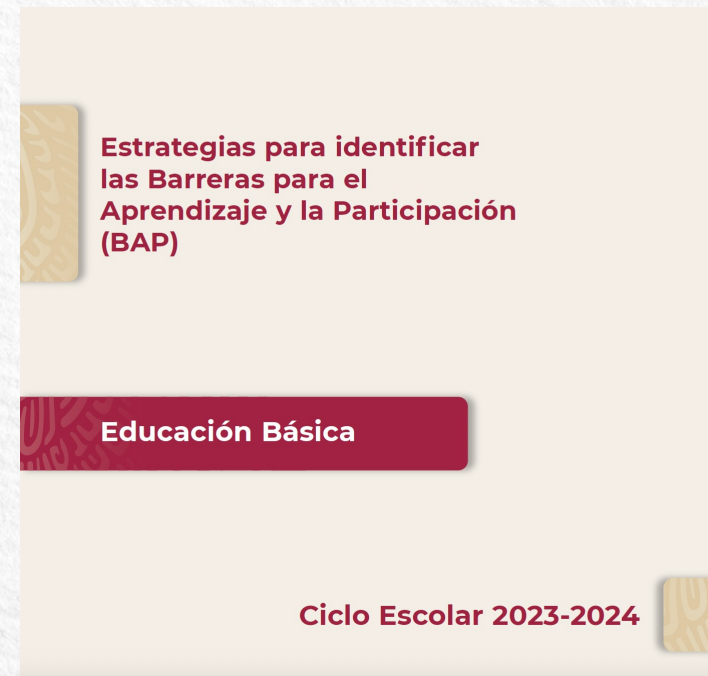 Estrategias para identificar
las Barreras para el
Aprendizaje y la Participación
(BAP)
Educación Básica
Ciclo Escolar 2023-2024